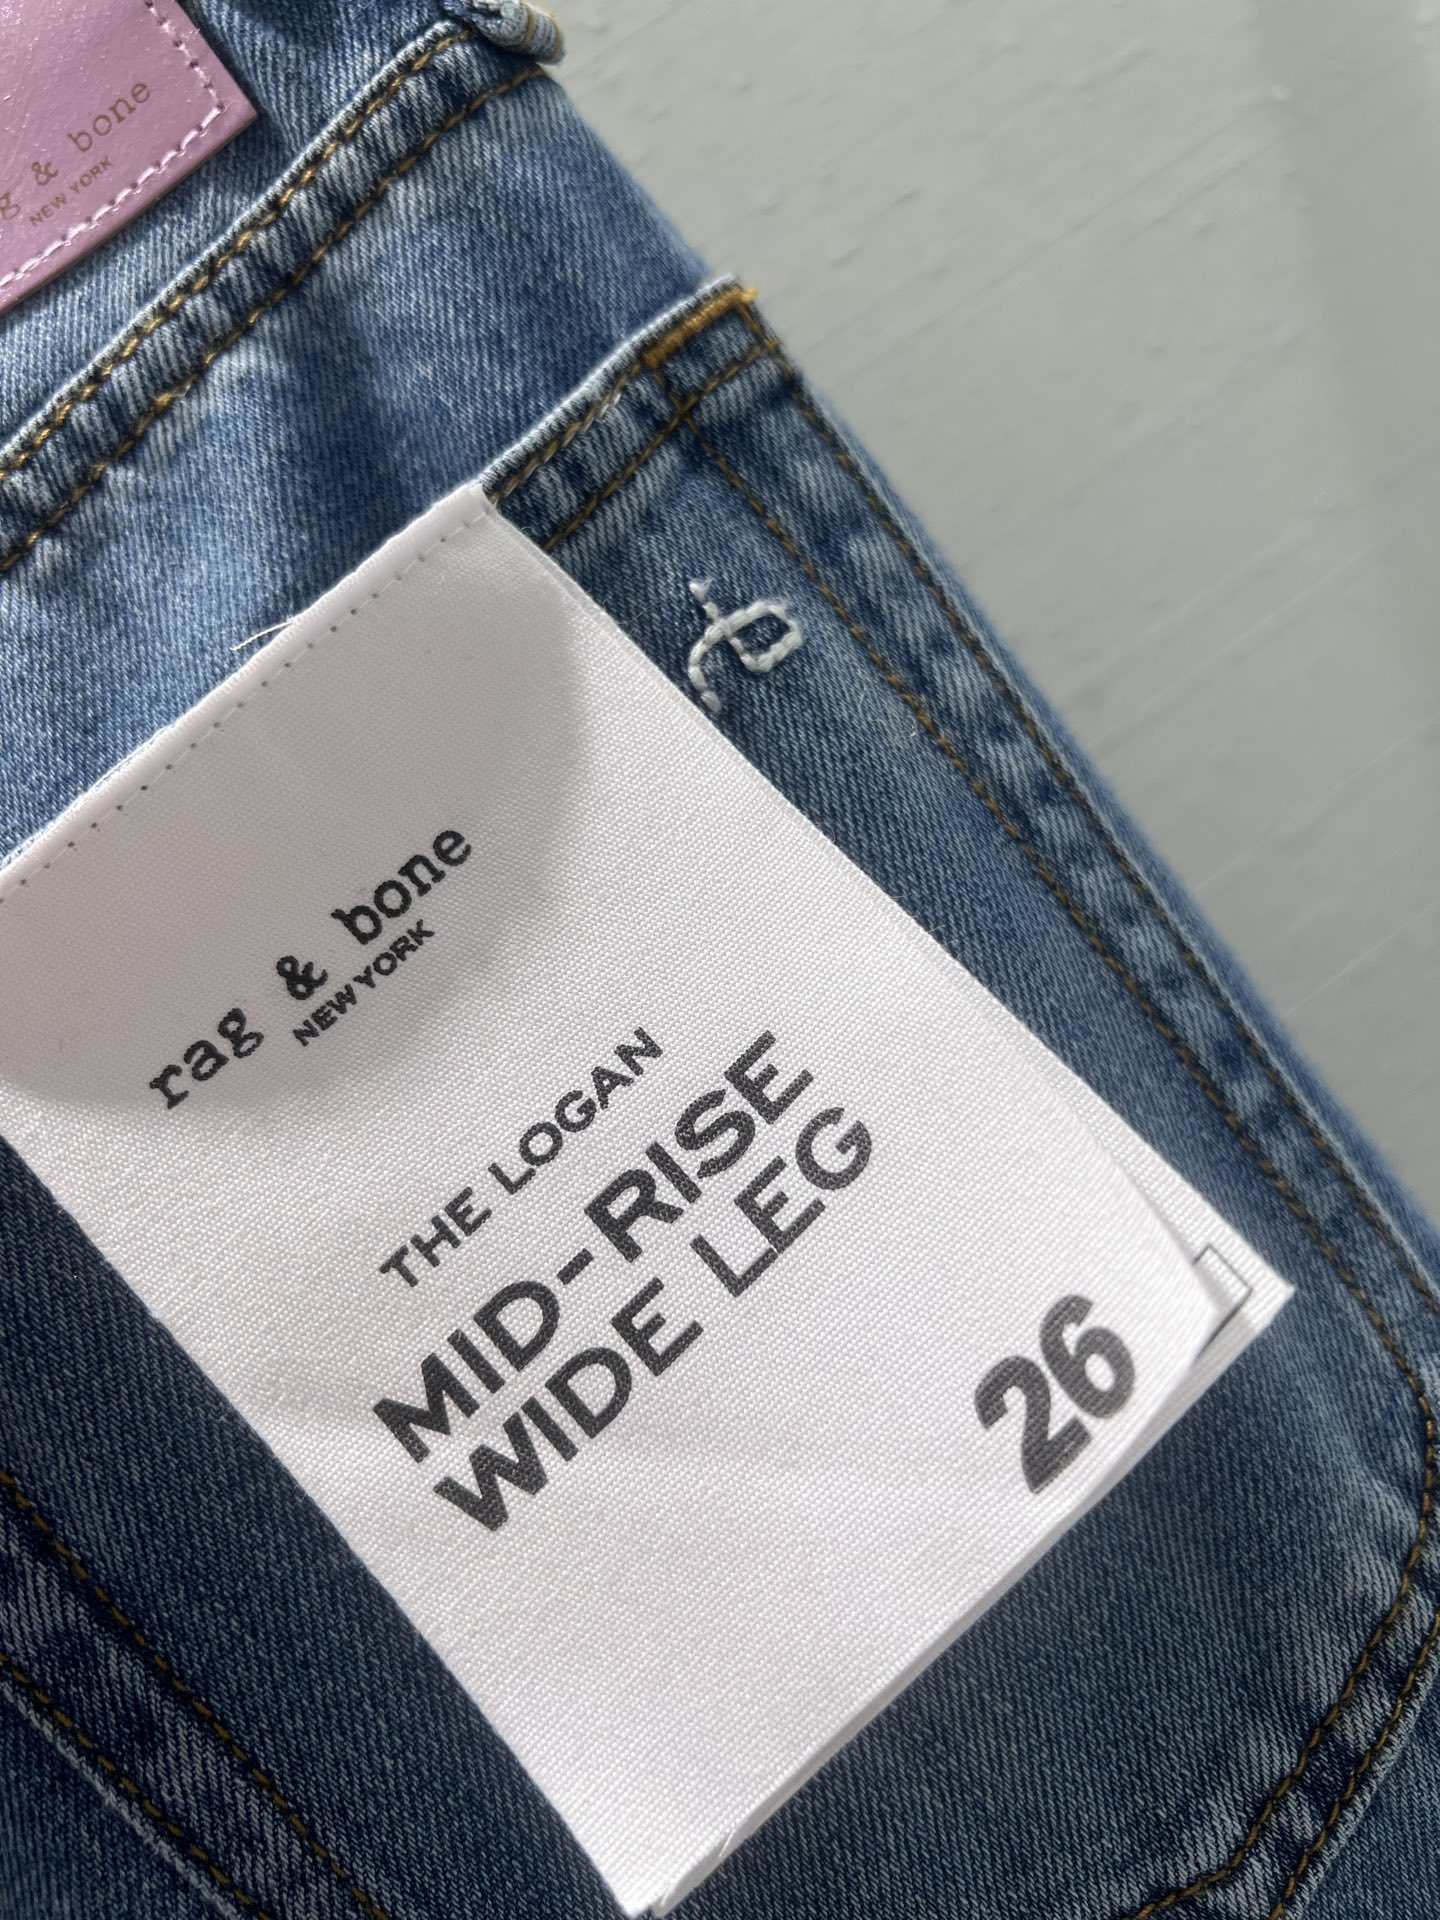 & bone
NEW YORK
rag & bone
NEW YORK
THE LOGAN
MID-RISE
WIDE LEG
26